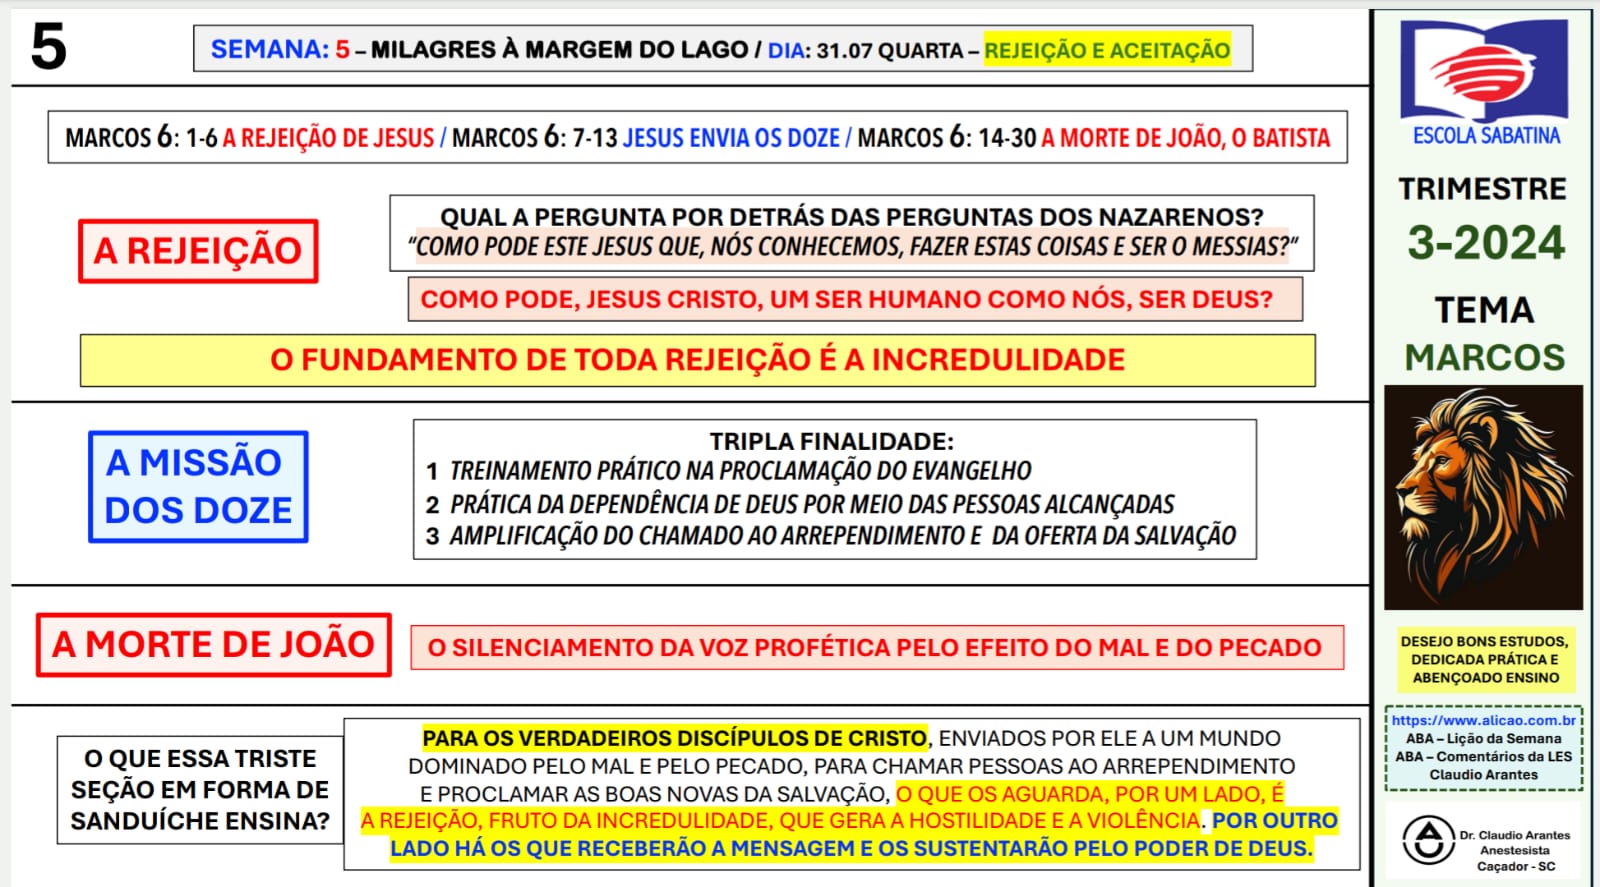 5
SEMANA: 5 – MILAGRES À MARGEM DO LAGO / DIA: 31.07 QUARTA – REJEIÇÃO E ACEITAÇÃO
MARCOS 6: 1-6 A REJEIÇÃO DE JESUS / MARCOS 6: 7-13 JESUS ENVIA OS DOZE / MARCOS 6: 14-30 A MORTE DE JOÃO, O BATISTA
A REJEIÇÃO
QUAL A PERGUNTA POR DETRÁS DAS PERGUNTAS DOS NAZARENOS?
“COMO PODE ESTE JESUS QUE, NÓS CONHECEMOS, FAZER ESTAS COISAS E SER O MESSIAS?“
COMO PODE, JESUS CRISTO, UM SER HUMANO COMO NÓS, SER DEUS?
O FUNDAMENTO DE TODA REJEIÇÃO É A INCREDULIDADE
A MISSÃO
DOS DOZE
TRIPLA FINALIDADE:
1 TREINAMENTO PRÁTICO NA PROCLAMAÇÃO DO EVANGELHO
2 PRÁTICA DA DEPENDÊNCIA DE DEUS POR MEIO DAS PESSOAS ALCANÇADAS
3 AMPLIFICAÇÃO DO CHAMADO AO ARREPENDIMENTO E DA OFERTA DA SALVAÇÃO
A MORTE DE JOÃO
O SILENCIAMENTO DA VOZ PROFÉTICA PELO EFEITO DO MAL E DO PECADO
O QUE ESSA TRISTE
SEÇÃO EM FORMA DE
SANDUÍCHE ENSINA?
PARA OS VERDADEIROS DISCÍPULOS DE CRISTO, ENVIADOS POR ELE A UM MUNDO
DOMINADO PELO MAL E PELO PECADO, PARA CHAMAR PESSOAS AO ARREPENDIMENTO
E PROCLAMAR AS BOAS NOVAS DA SALVAÇÃO, O QUE OS AGUARDA, POR UM LADO, É
A REJEIÇÃO, FRUTO DA INCREDULIDADE, QUE GERA A HOSTILIDADE E A VIOLÊNCIA. POR OUTRO
LADO HÁ OS QUE RECEBERÃO A MENSAGEM E OS SUSTENTARÃO PELO PODER DE DEUS.
ESCOLA SABATINA
TRIMESTRE
3-2024
TEMA
MARCOS
DESEJO BONS ESTUDOS,
DEDICADA PRÁTICA E
ABENÇOADO ENSINO
https://www.alicao.com.br
ABA – Lição da Semana
ABA – Comentários da LES
Claudio Arantes
Dr. Claudio Arantes
Anestesista
Caçador - SC